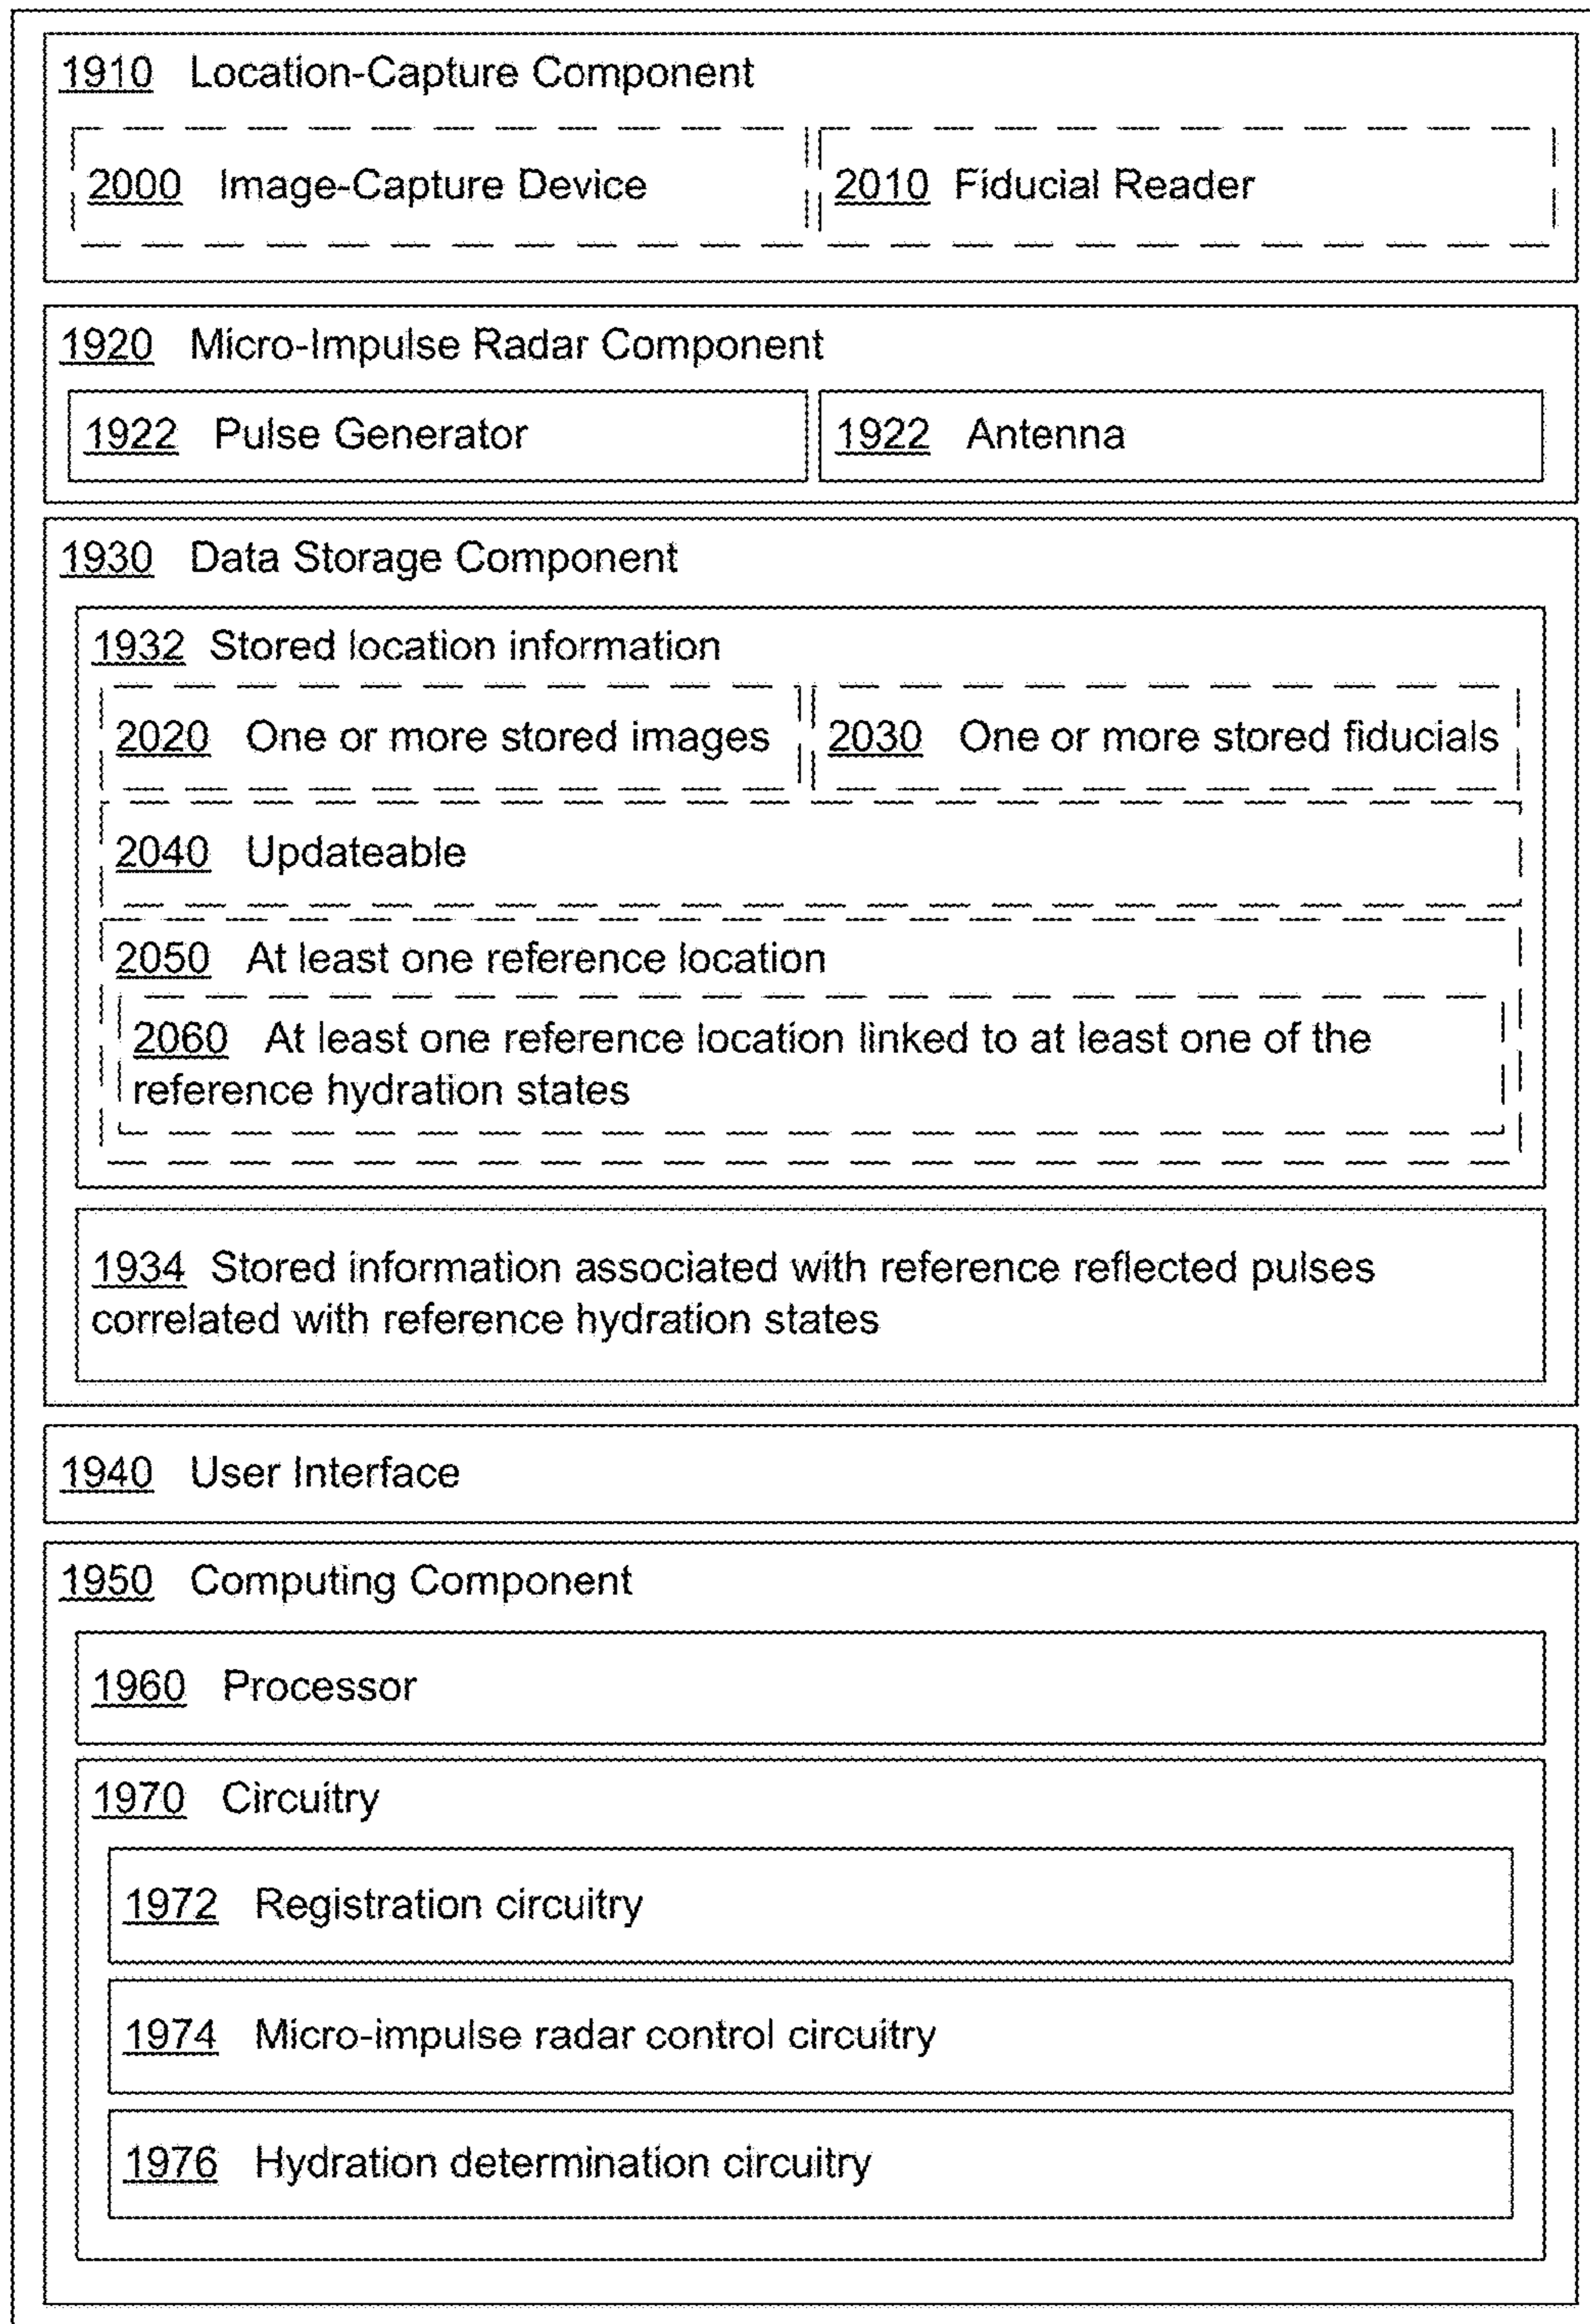 1910 Location-Capture Component
2000 Image-Capture Device 2010 Fiducial Reader
1920 Micro-Impulse Radar Component
1922 Pulse Generator 1922 Antenna
1930 Data Storage Component
1932 Stored location information
2020 One or more stored images 2030 One or more stored fiducials
2040 Updateable
2050 At least one reference location
2060 At least one reference location linked to at least one of the
reference hydration states
1934 Stored information associated with reference reflected pulses
correlated with reference hydration states
1940 User Interface
1950 Computing Component
1960 Processor
1970 Circuitry
1972 Registration circuitry
1974 Micro-impulse radar control circuitry
1976 Hydration determination circuitry